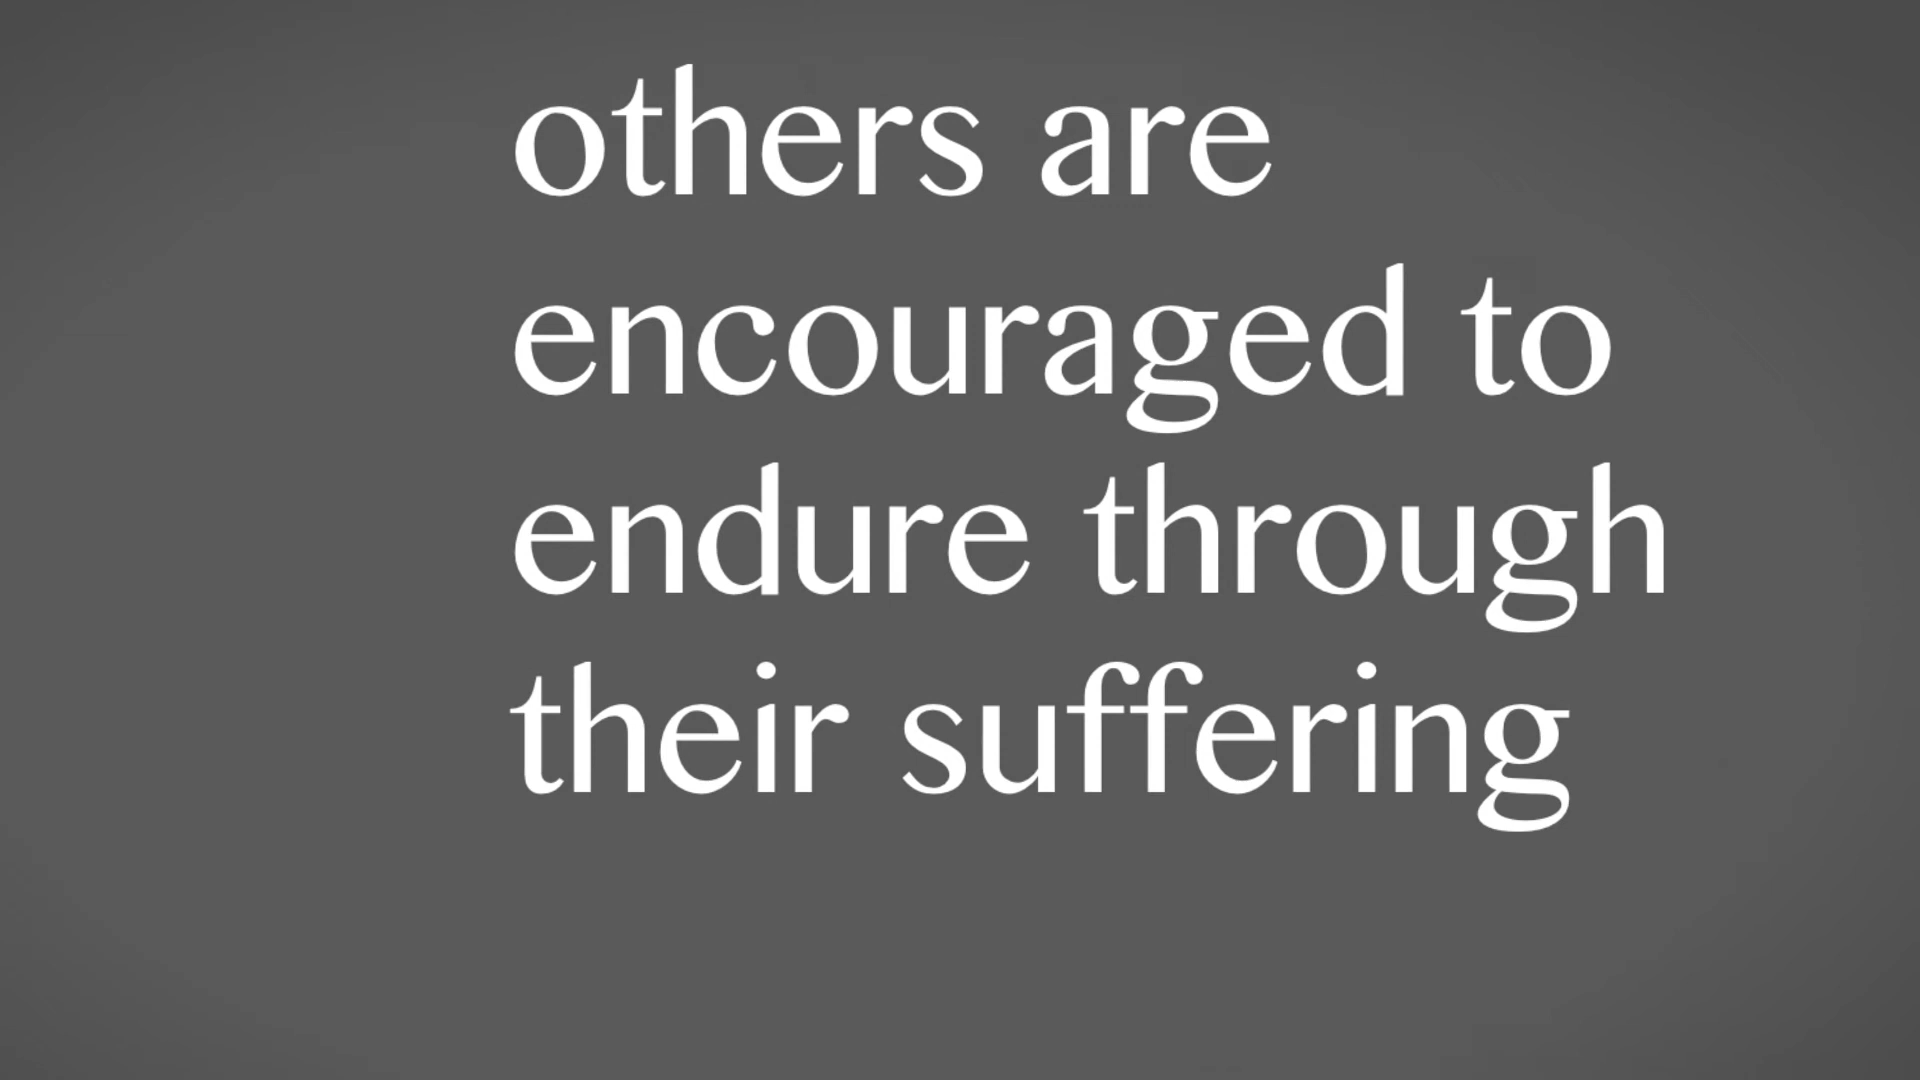 others are
encouraged to
endure through
their suffering